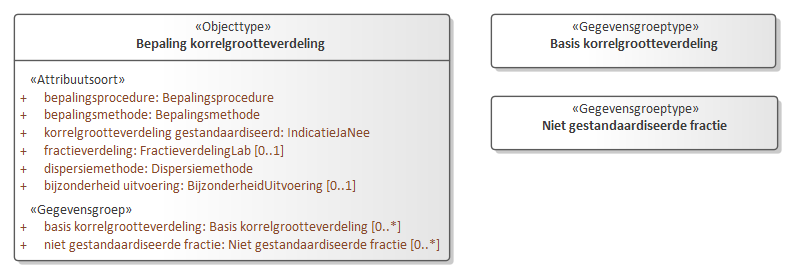 «Objecttype»
Bepaling korrelgrootteverdeling
«Attribuutsoort»
+ bepalingsprocedure: Bepalingsprocedure
+ bepalingsmethode: Bepalingsmethode
+ korrelgrootteverdeling gestandaardiseerd: IndicatieJaNee
+ fractieverdeling: FractieverdelingLab [0..1]
+ dispersiemethode: Dispersiemethode
+ bijzonderheid uitvoering: BijzonderheidUitvoering [0..1]
«Gegevensgroep»
+ basis korrelgrootteverdeling: Basis korrelgrootteverdeling [0..*]
+ niet gestandaardiseerde fractie: Niet gestandaardiseerde fractie [0..*]
«Gegevensgroeptype»
Basis korrelgrootteverdeling
«Gegevensgroeptype»
Niet gestandaardiseerde fractie